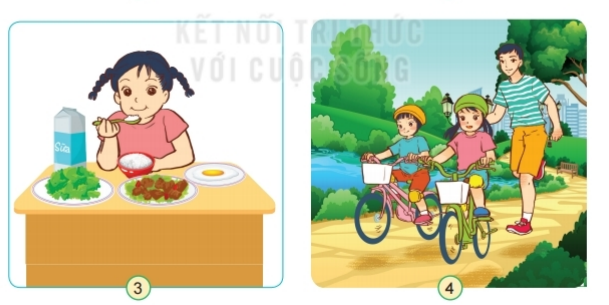 KẾT NỐI TRI THỨC
VỚI CUỘC SỐNG
Sữa
3
4